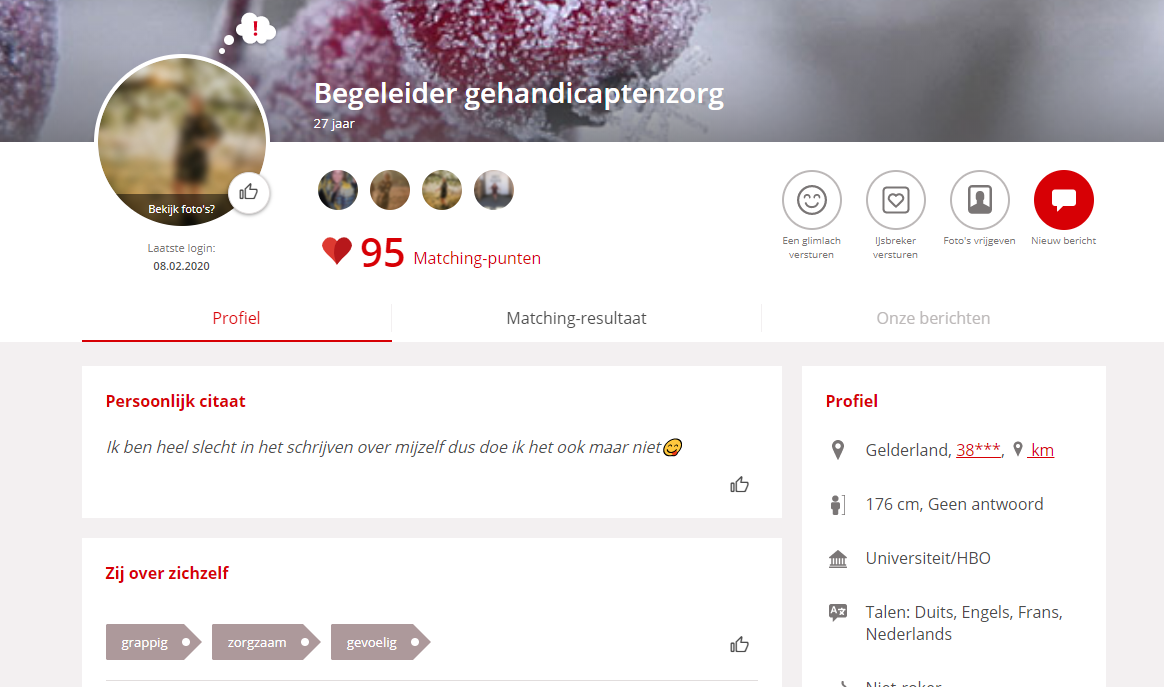 !
Begeleider gehandicaptenzorg
27 jaar
Bekijk foto's?
Laatste login:
08.02.2020
95 Matching-punten
Een glimlach
versturen
IJsbreker
versturen
Foto's vrijgeven
Nieuw bericht
Profiel
Matching-resultaat
Onze berichten
Persoonlijk citaat
Ik ben heel slecht in het schrijven over mijzelf dus doe ik het ook maar niet😋
Zij over zichzelf
grappig
zorgzaam
gevoelig
Profiel
Gelderland, 38***, km
176 cm, Geen antwoord
Universiteit/HBO
Talen: Duits, Engels, Frans,
Nederlands
Niet-roker